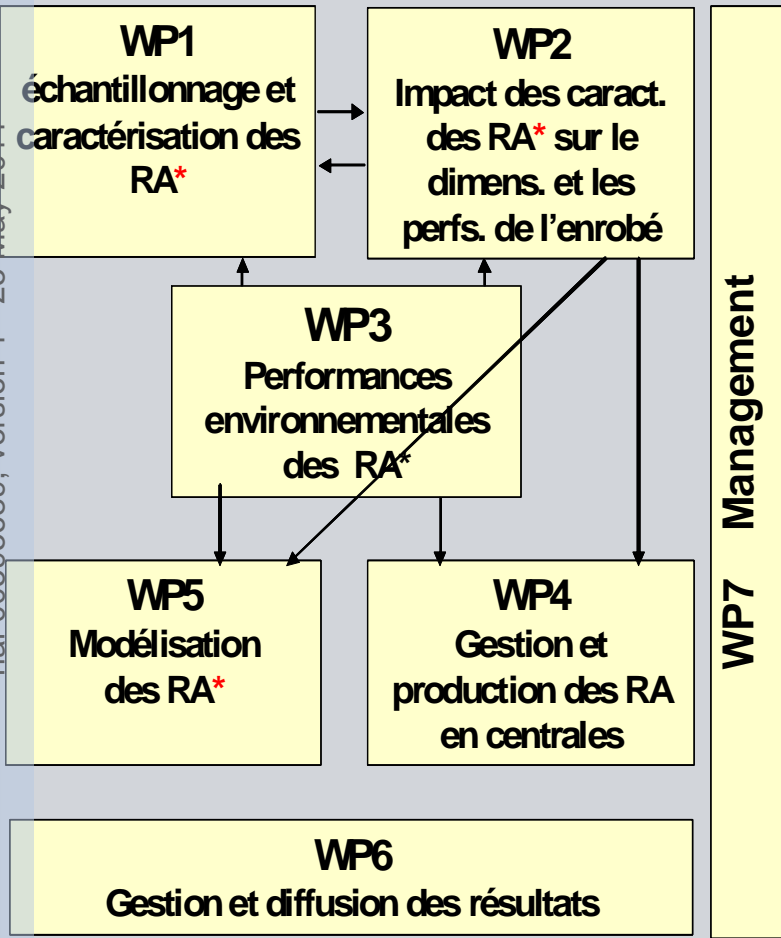 WP1
échantillonnage et
caractérisation des
RA*
WP2
Impact des caract.
des RA* sur le
dimens. et les
perfs. de l'enrobé
WP3
Performances
environnementales
des RA*
WP5
Modélisation
des RA*
WP4
Gestion et
production des RA
en centrales
WP6
Gestion et diffusion des résultats
WP7 Management